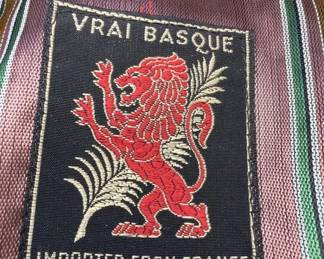 VRAI BASQUE
IMPORTED FROM FRANCE